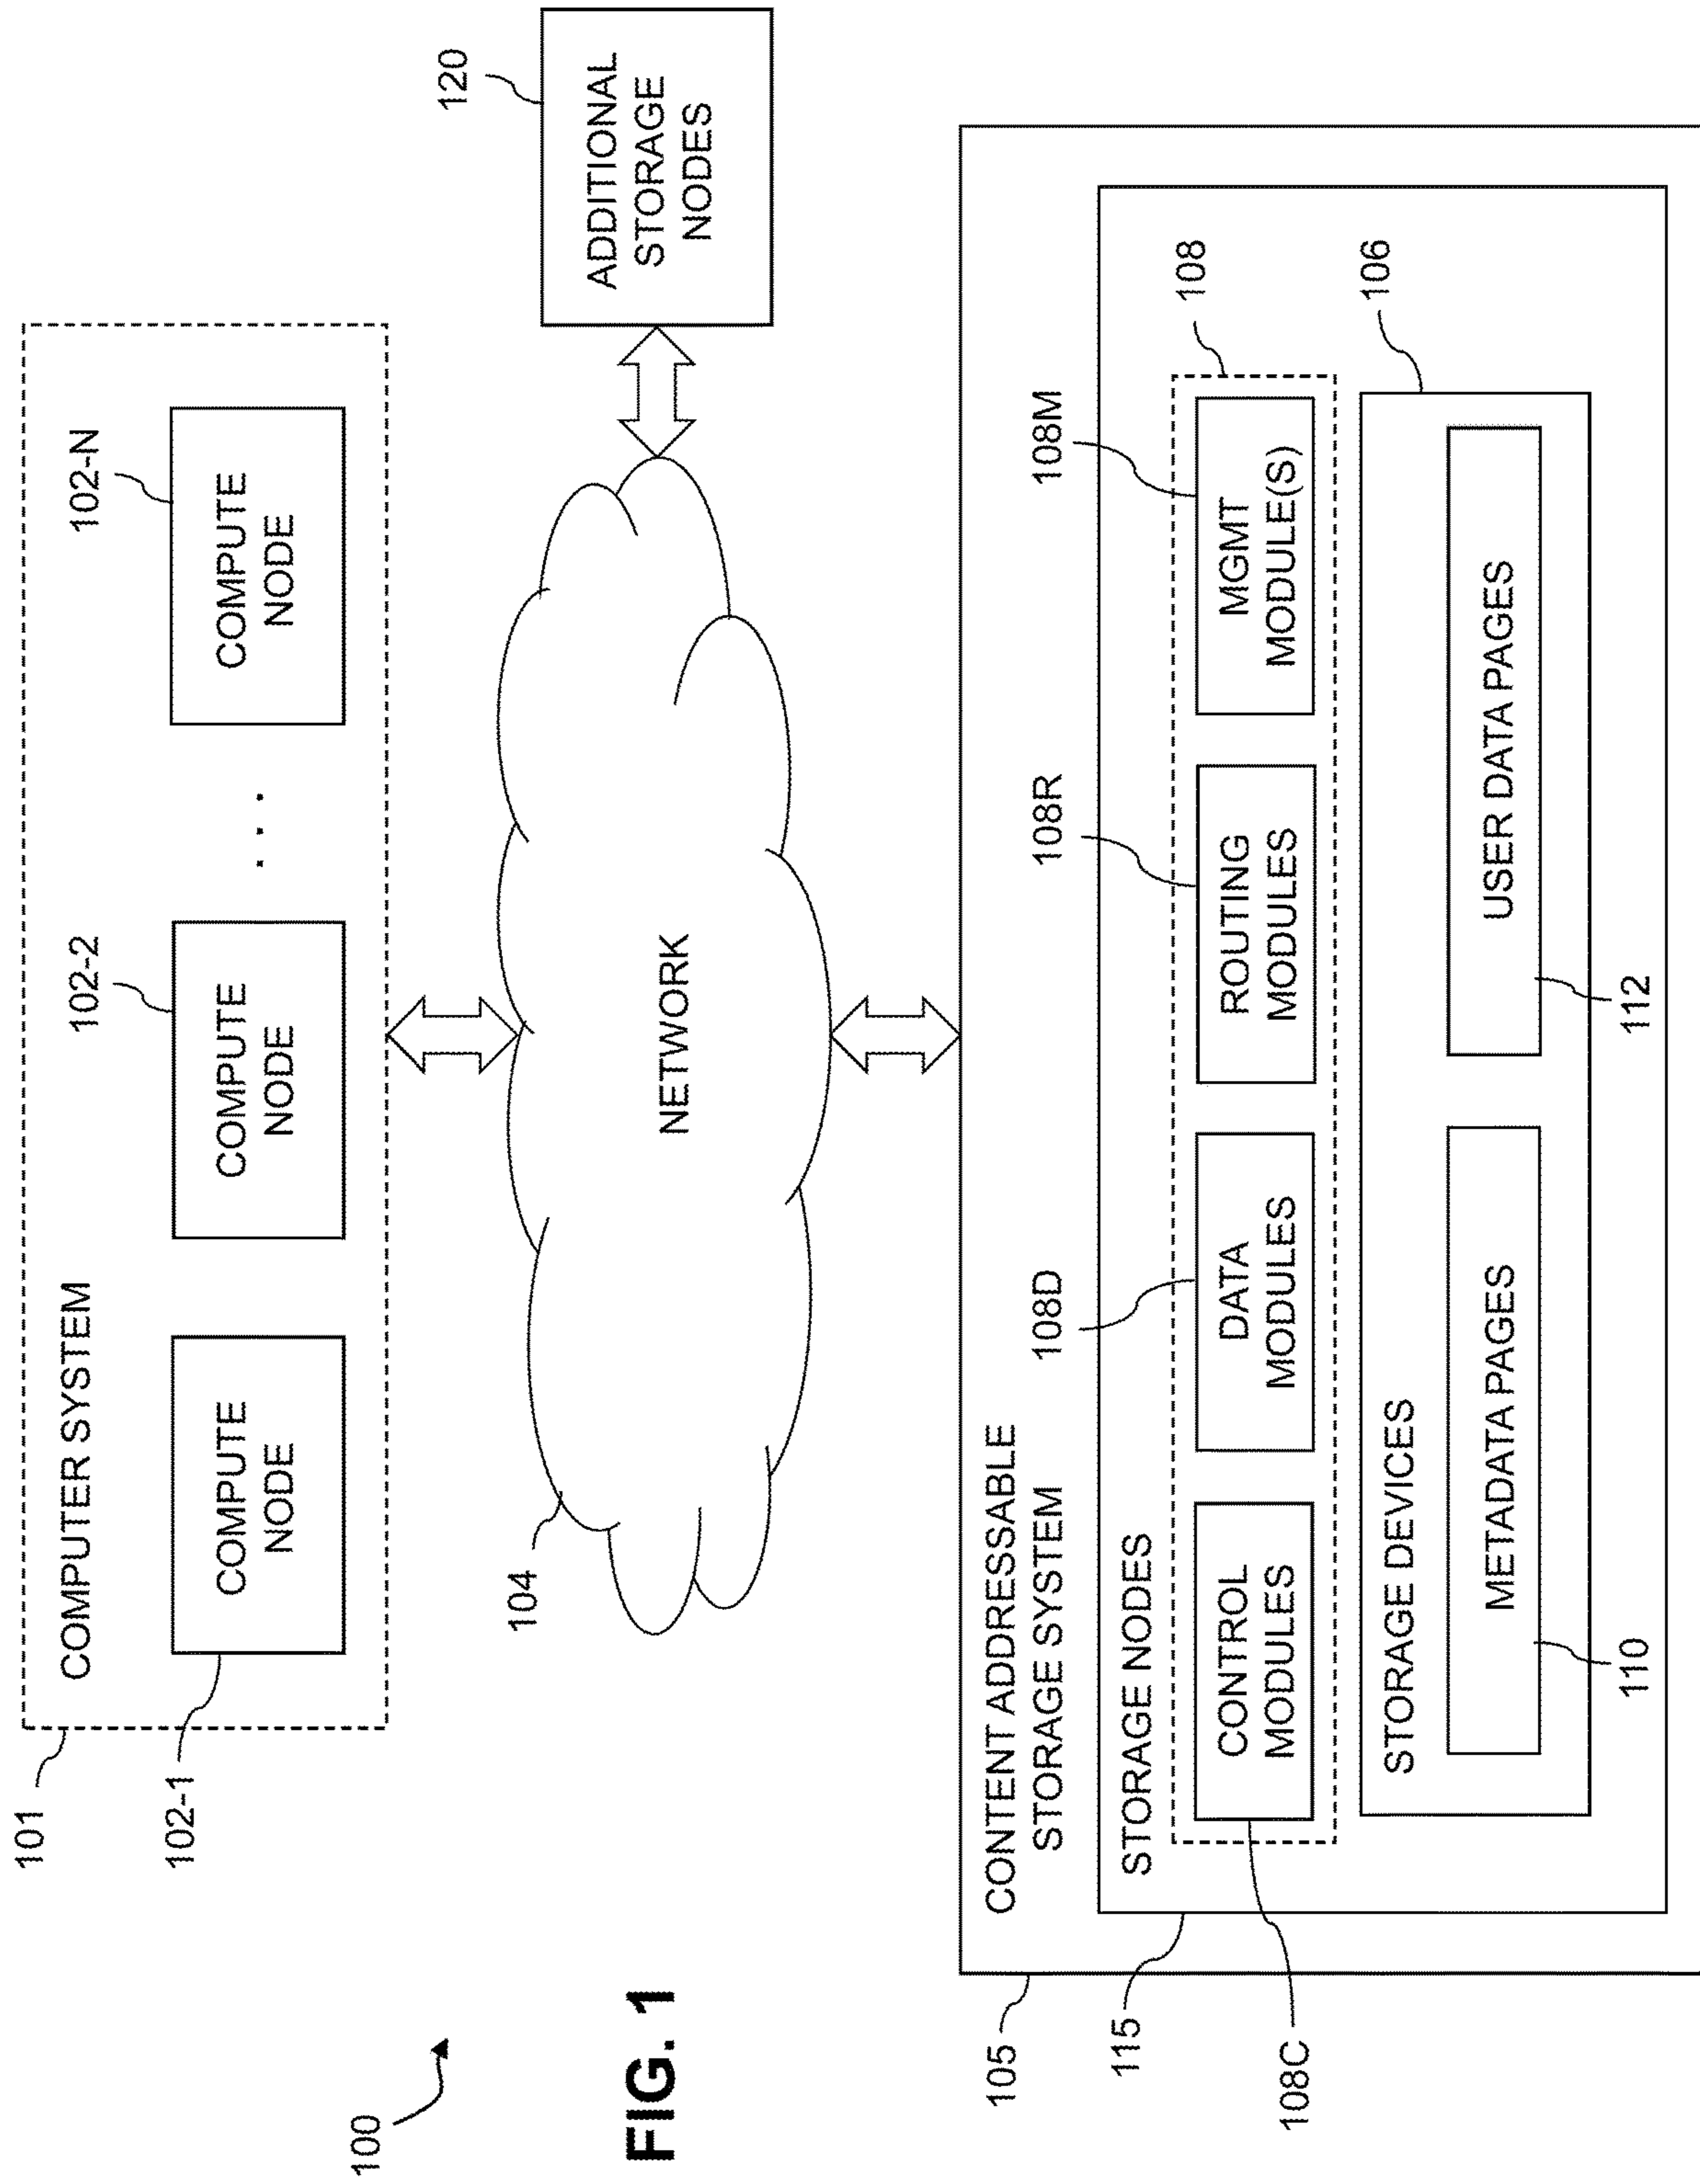 100
FIG. 1
101
COMPUTER SYSTEM
102-1
COMPUTE
NODE
102-2
COMPUTE
NODE
. . .
102-N
COMPUTE
NODE
104
NETWORK
120
ADDITIONAL
STORAGE
NODES
105
CONTENT ADDRESSABLE
STORAGE SYSTEM
115
STORAGE NODES
108
108C
CONTROL
MODULES
108D
DATA
MODULES
108R
ROUTING
MODULES
108M
MGMT
MODULE(S)
106
STORAGE DEVICES
METADATA PAGES
110
USER DATA PAGES
112